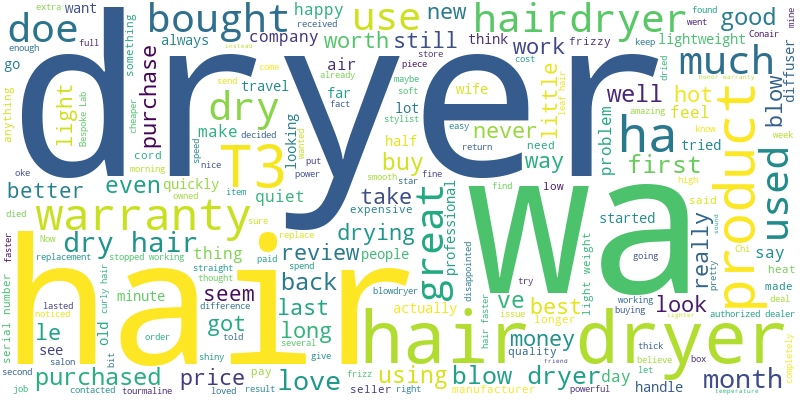 doe
bought
use
hairdryer
good
dryer
wa
hair
hair dryer
T3
dry
warranty
product
ha
much
used
great
little
purchase
light
worth
still
work
new
company
happy
always
want
extra
received
store
think
frizzy
lightweight
keep
found
went
Conair
mine
diffuser
go
enough
full
something
air
already
piece
cost
dried
instead
send
come
wife
well
hot
blow
feel
problem
tried
amazing
know
week
anything
Bespoke Lab
cheaper
travel
far
fact
lot
maybe
soft
stylist
easy
return
never
need
way
first
make
decided
looking
wanted
half
buy
cord
morning
speed
nice
put
power
smooth
star
fine
low
find
high
said
better
oke
even
quickly
owned
item
quiet
expensive
take
professional
started
really
pretty
sound
say
heat
died
Now
replacement
stopped working
sure
replace
review
drying
people
dry hair
thing
straight
thought
paid
spend
blowdryer
disappointed
try
light weight
going
working
buying
look
Chi
made
deal
authorized dealer
faster
serial number
lasted
noticed
old
curly hair
minute
seem
difference
back
last
actually
hair faster
ve
issue
best
longer
le
see
salon
bit
got
shiny
order
told
several
long
give
quality
money
thick
believe
let
box
lighter
completely
second
job
purchased
contacted
tourmaline
price
loved
pay
result
love
frizz
seller
right
using
manufacturer
blow dryer
friend
day
powerful
handle
month
temperature